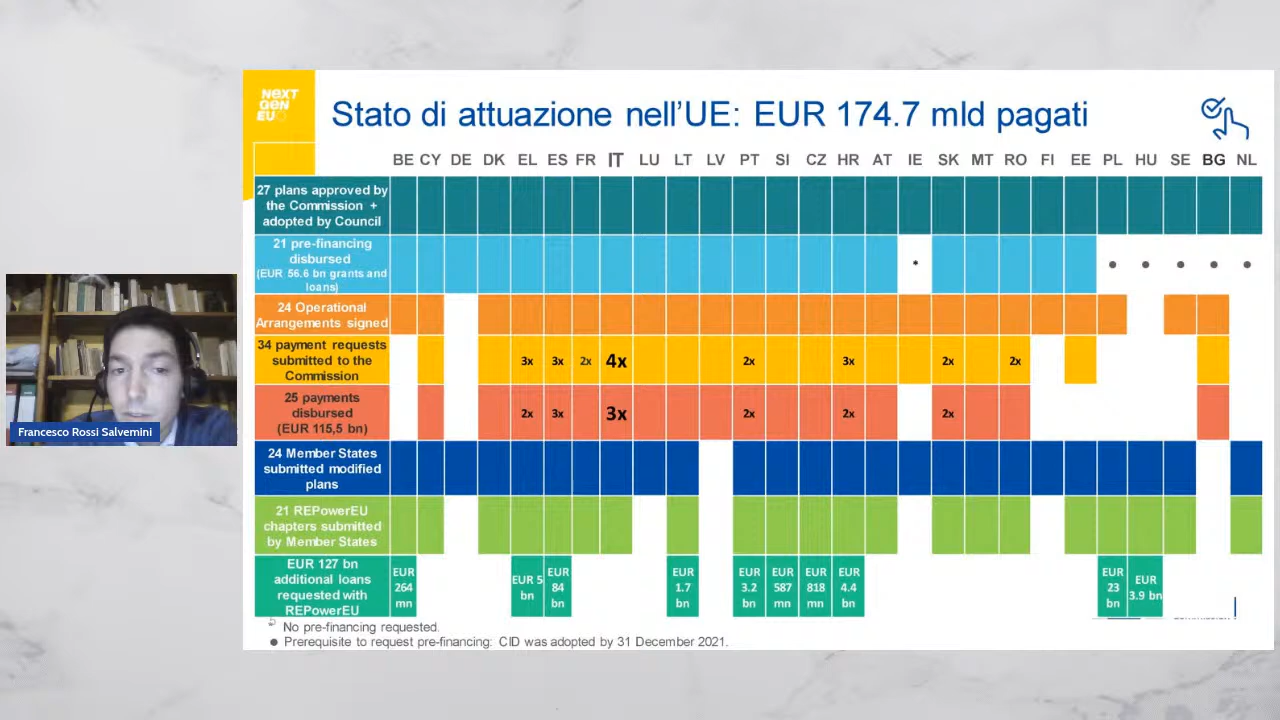 NEXT
GEN
EU
Stato di attuazione nell'UE: EUR 174.7 mld pagati
BE CY DE DK EL ES FR IT LU LT LV PT SI CZ HR AT IE SK MT RO FI EE PL HU SE BG NL
27 plans approved by
the Commission +
adopted by Council
21 pre-financing
disbursed
(EUR 56.6 bn grants and
loans)
* ● ● ● ● ●
24 Operational
Arrangements signed
34 payment requests
submitted to the
Commission
3x 3x 2x 4x 2x 3x 2x 2x
25 payments
disbursed
(EUR 115,5 bn)
2x 3x 3x 2x 2x 2x
24 Member States
submitted modified
plans
21 REPowerEU
chapters submitted
by Member States
EUR 127 bn
additional loans
requested with
REPowerEU
EUR
264
mn
EUR 5
bn
EUR
84
bn
EUR
1.7
bn
EUR
3.2
bn
EUR
587
mn
EUR
818
mn
EUR
4.4
bn
EUR
23
bn
EUR
3.9 bn
No pre-financing requested.
● Prerequisite to request pre-financing: CID was adopted by 31 December 2021.
Francesco Rossi Salvemini